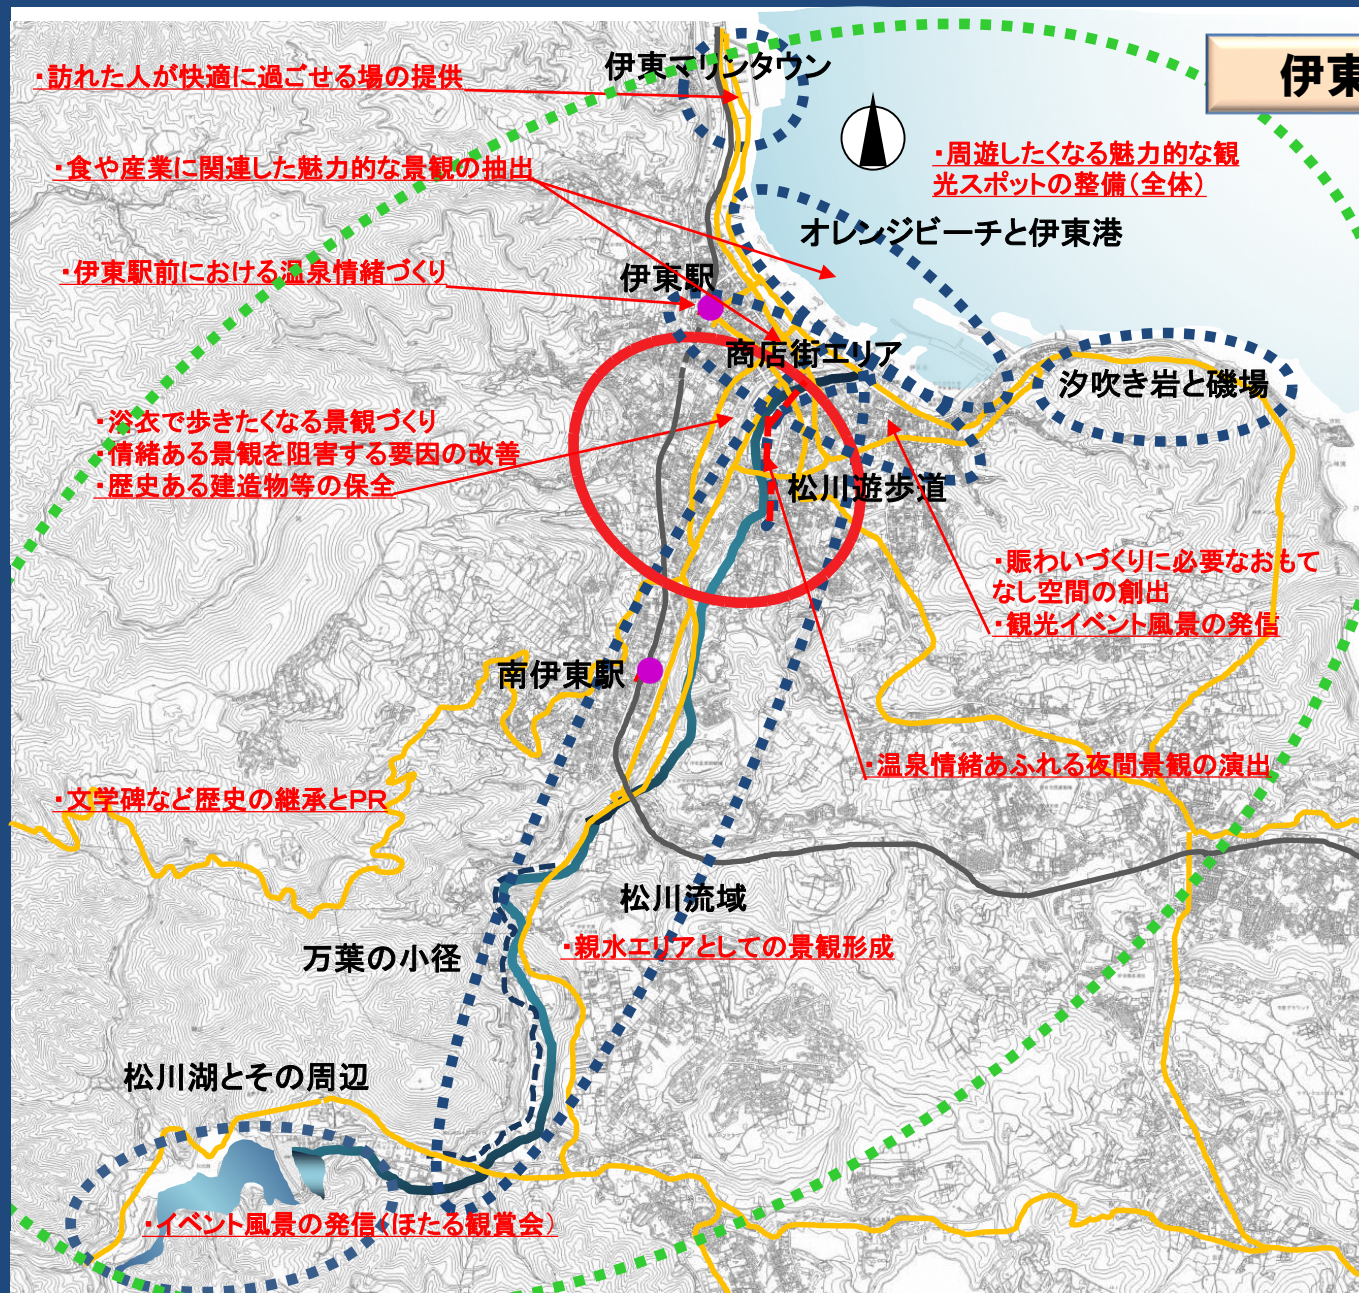 伊東
・訪れた人が快適に過ごせる場の提供
伊東マリンタウン
・食や産業に関連した魅力的な景観の抽出
・周遊したくなる魅力的な観
光スポットの整備(全体)
オレンジビーチと伊東港
・伊東駅前における温泉情緒づくり
伊東駅
商店街エリア
汐吹き岩と磯場
・浴衣で歩きたくなる景観づくり
・情緒ある景観を阻害する要因の改善
・歴史ある建造物等の保全
松川遊歩道
・賑わいづくりに必要なおもて
なし空間の創出
・観光イベント風景の発信
南伊東駅
・温泉情緒あふれる夜間景観の演出
・文学碑など歴史の継承とPR
松川流域
・親水エリアとしての景観形成
万葉の小径
松川湖とその周辺
・イベント風景の発信(ほたる観賞会)